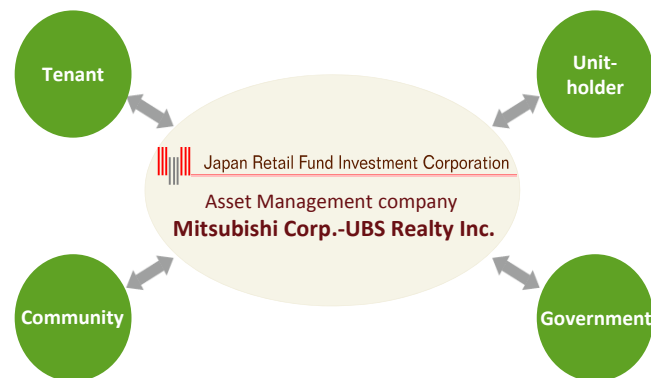 Tenant
Unit-
holder
Japan Retail Fund Investment Corporation
Asset Management company
Mitsubishi Corp.-UBS Realty Inc.
Community
Government